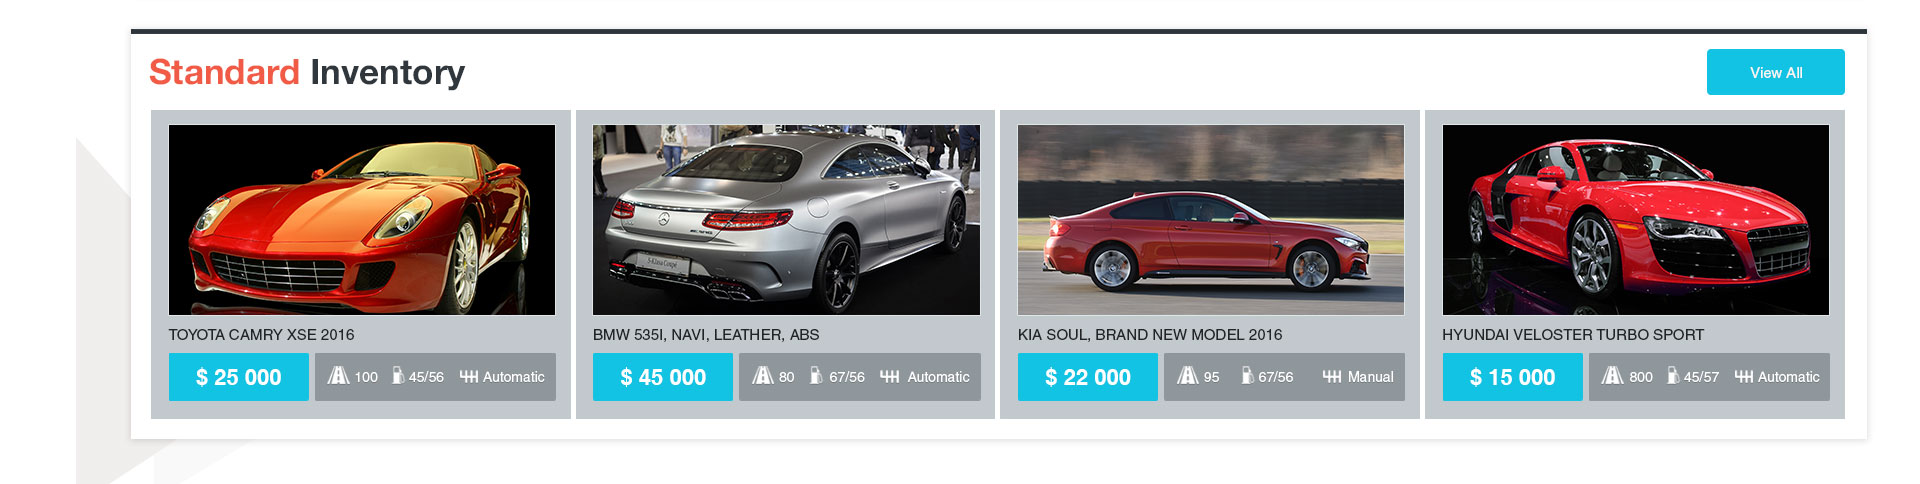 Standard Inventory
View All
S-Klasse Coupé
TOYOTA CAMRY XSE 2016
BMW 535I, NAVI, LEATHER, ABS
KIA SOUL, BRAND NEW MODEL 2016
HYUNDAI VELOSTER TURBO SPORT
$ 25 000
100
45/56
Automatic
$ 45 000
80
67/56
Automatic
$ 22 000
95
67/56
Manual
$ 15 000
800
45/57
Automatic